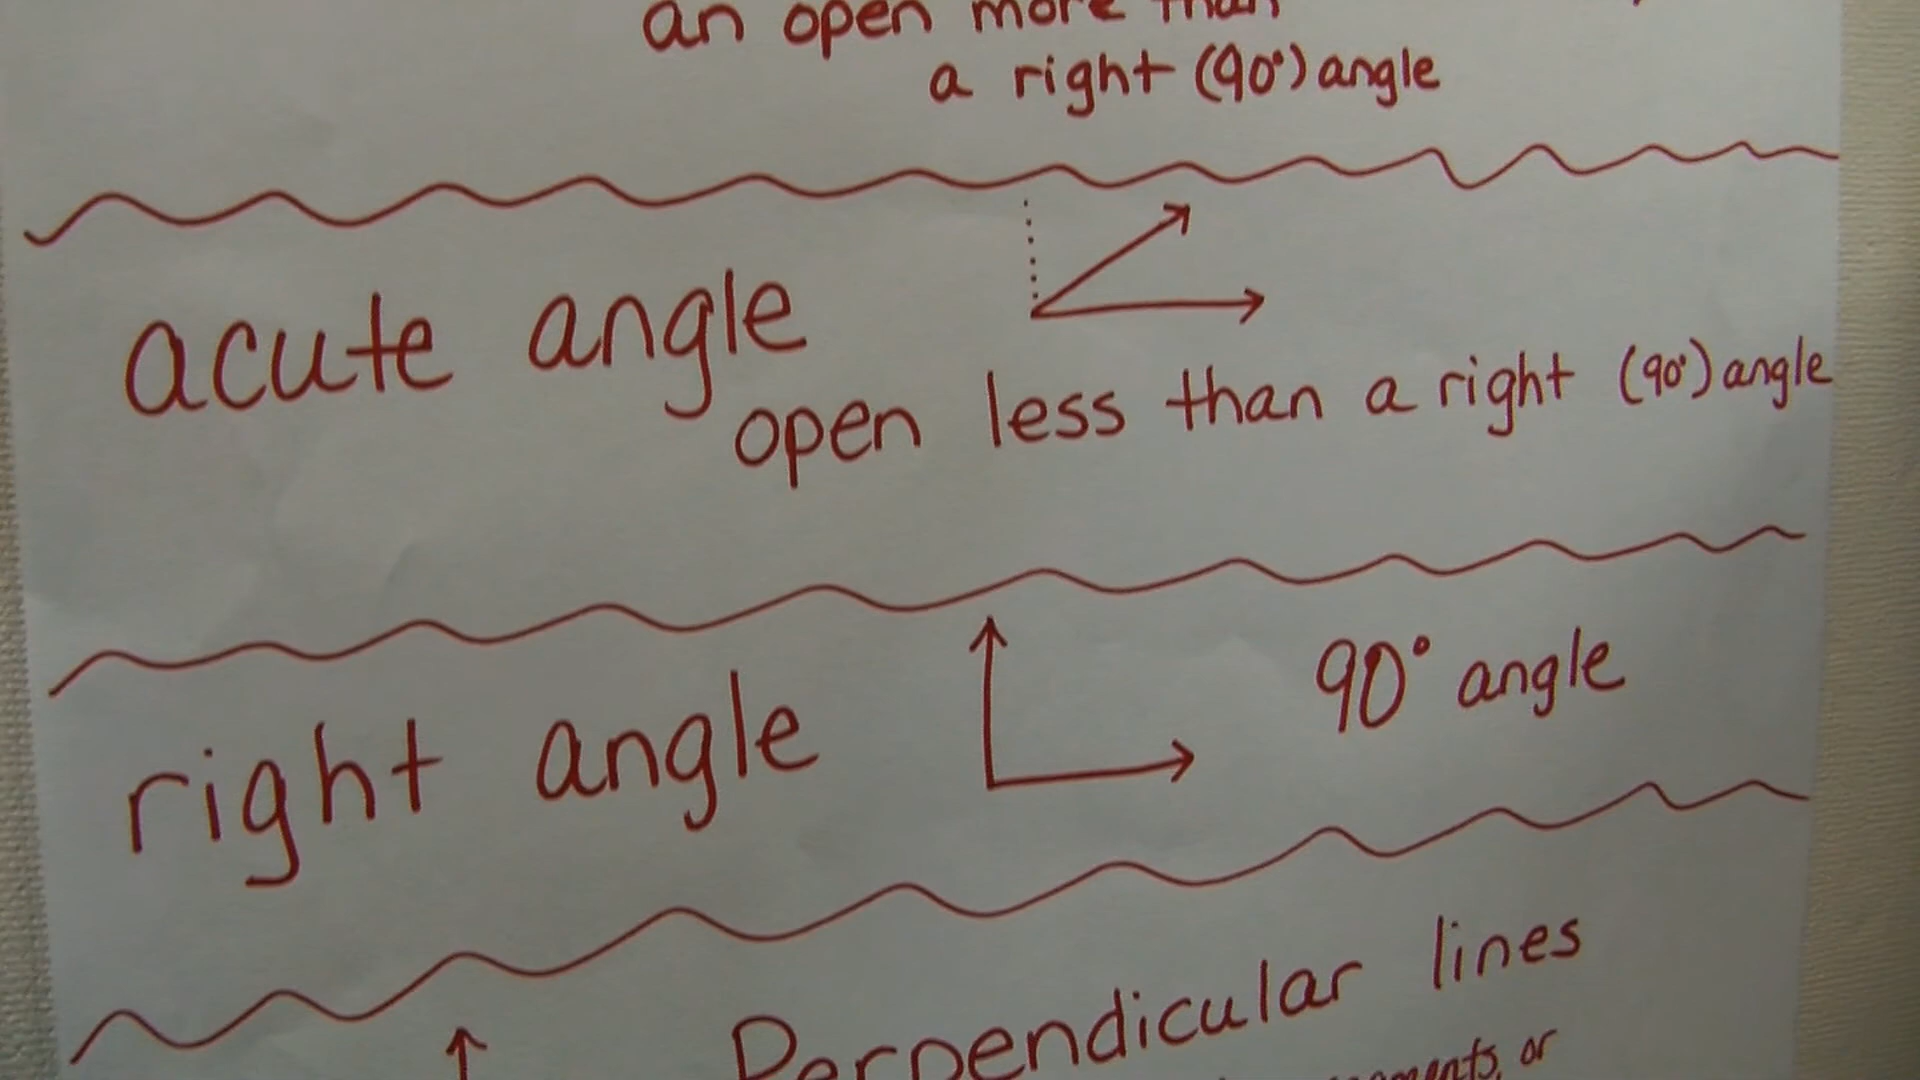 an open more than
a right (90°) angle
acute angle
open less than a right (90°) angle
right angle
90° angle
Perpendicular lines
or